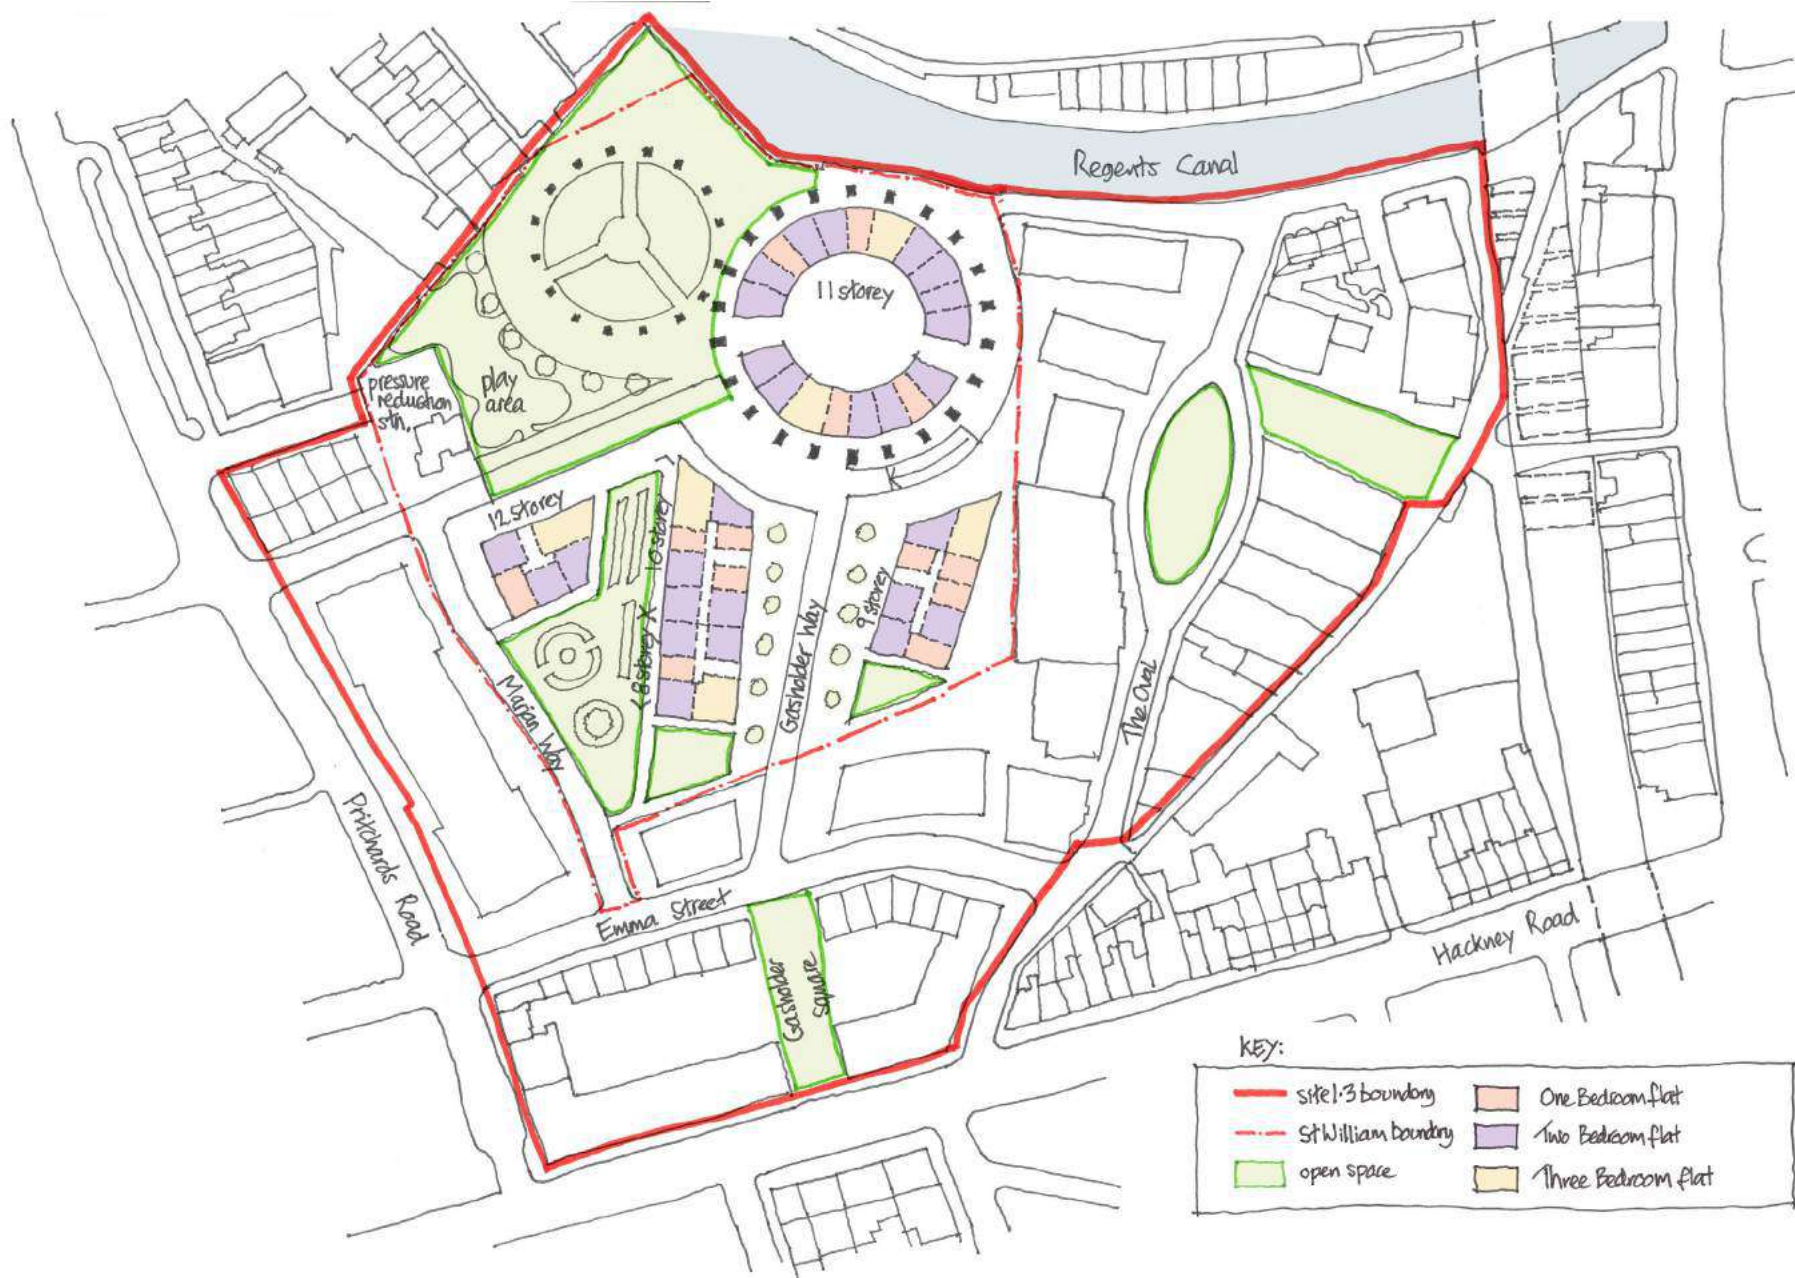 Regents Canal
11 storey
pressure
reduction
stn.
play
area
12 storey
10 storey
8 storey
9 storey
Gasholder Way
Marian Way
The Oval
Pritchards Road
Emma Street
Gasholder
Square
Hackney Road
KEY:
site 1.3 boundary
St William boundary
open space
One Bedroom flat
Two Bedroom flat
Three Bedroom flat